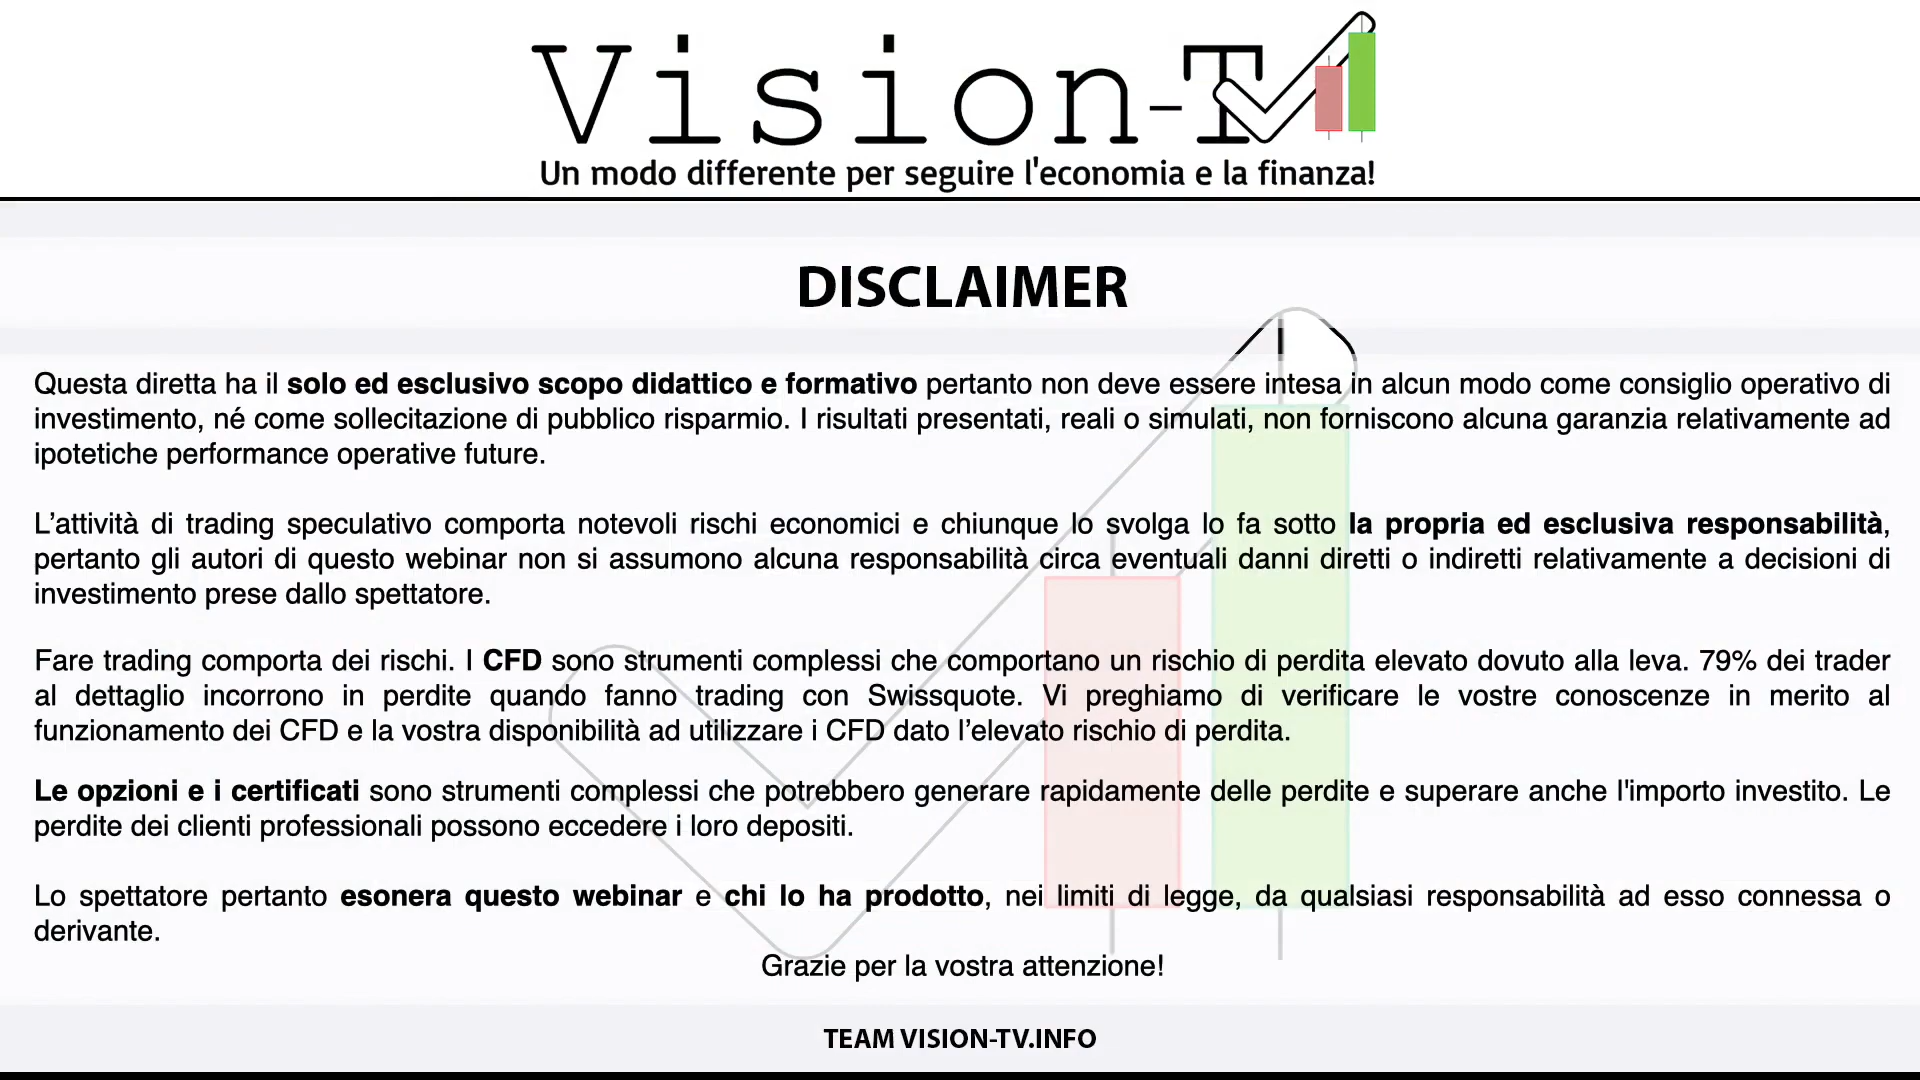 Vision-TV
Un modo differente per seguire l'economia e la finanza!
DISCLAIMER
Questa diretta ha il solo ed esclusivo scopo didattico e formativo pertanto non deve essere intesa in alcun modo come consiglio operativo di
investimento, né come sollecitazione di pubblico risparmio. I risultati presentati, reali o simulati, non forniscono alcuna garanzia relativamente ad
ipotetiche performance operative future.
L’attività di trading speculativo comporta notevoli rischi economici e chiunque lo svolga lo fa sotto la propria ed esclusiva responsabilità,
pertanto gli autori di questo webinar non si assumono alcuna responsabilità circa eventuali danni diretti o indiretti relativamente a decisioni di
investimento prese dallo spettatore.
Fare trading comporta dei rischi. I CFD sono strumenti complessi che comportano un rischio di perdita elevato dovuto alla leva. 79% dei trader
al dettaglio incorrono in perdite quando fanno trading con Swissquote. Vi preghiamo di verificare le vostre conoscenze in merito al
funzionamento dei CFD e la vostra disponibilità ad utilizzare i CFD dato l’elevato rischio di perdita.
Le opzioni e i certificati sono strumenti complessi che potrebbero generare rapidamente delle perdite e superare anche l'importo investito. Le
perdite dei clienti professionali possono eccedere i loro depositi.
Lo spettatore pertanto esonera questo webinar e chi lo ha prodotto, nei limiti di legge, da qualsiasi responsabilità ad esso connessa o
derivante.
Grazie per la vostra attenzione!
TEAM VISION-TV.INFO